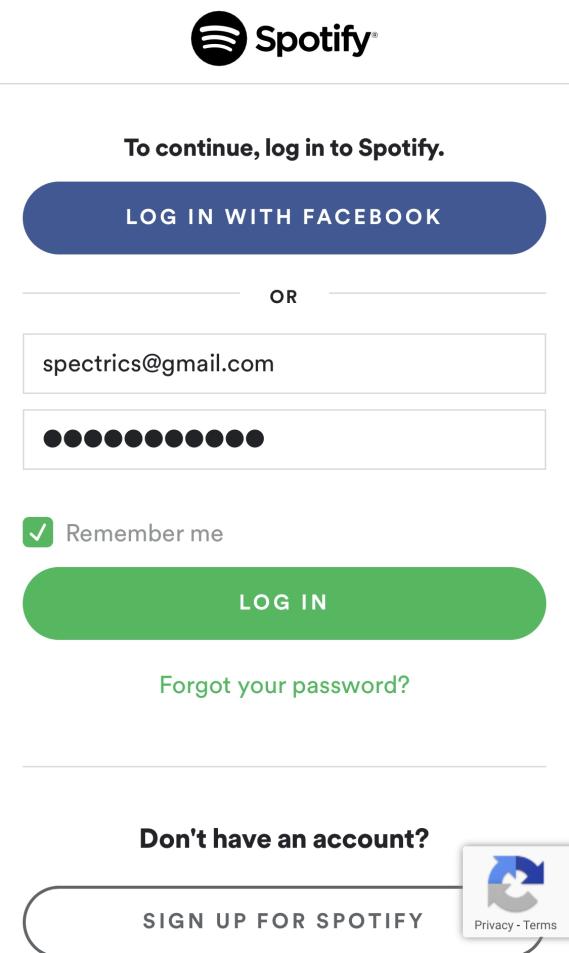 Spotify®
To continue, log in to Spotify.
LOG IN WITH FACEBOOK
OR
spectrics@gmail.com
●●●●●●●●●●●
Remember me
LOG IN
Forgot your password?
Don't have an account?
SIGN UP FOR SPOTIFY
Privacy - Terms